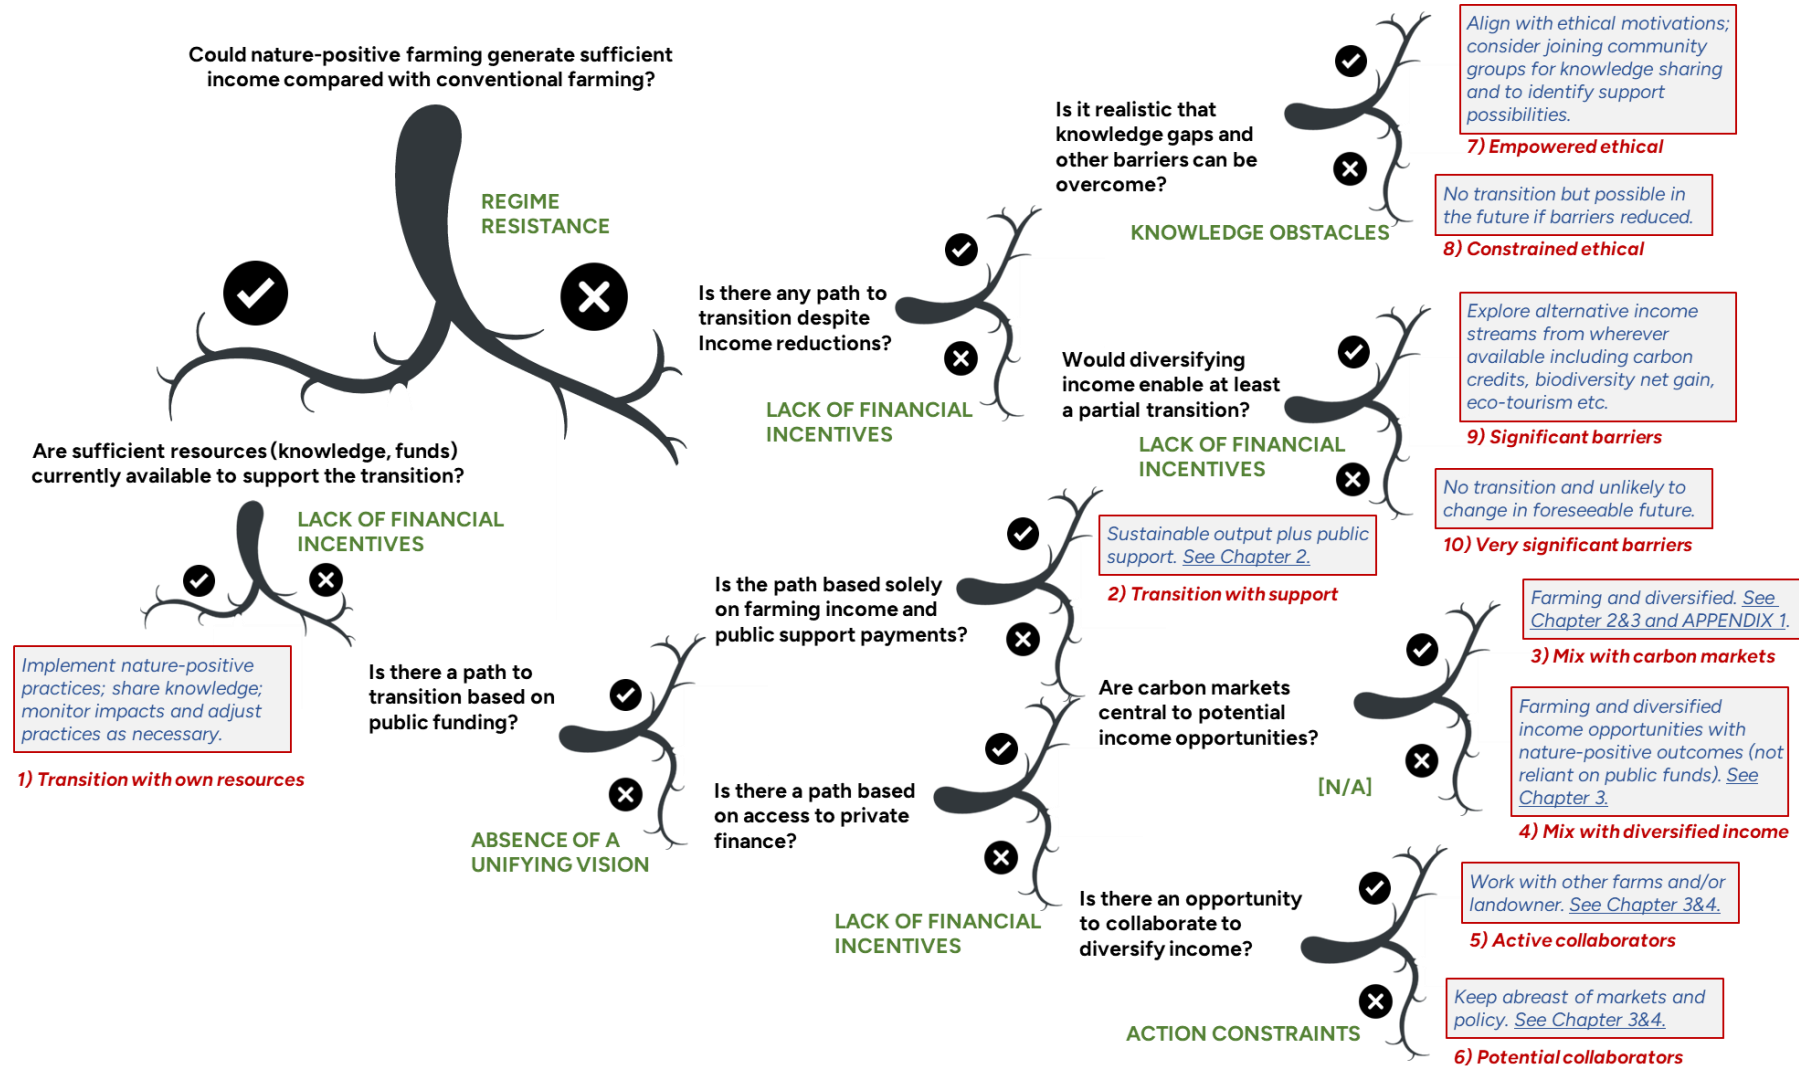 Could nature-positive farming generate sufficient
income compared with conventional farming?
REGIME
RESISTANCE
Are sufficient resources (knowledge, funds)
currently available to support the transition?
LACK OF FINANCIAL
INCENTIVES
Implement nature-positive
practices; share knowledge;
monitor impacts and adjust
practices as necessary.
1) Transition with own resources
Is there a path to
transition based on
public funding?
ABSENCE OF A
UNIFYING VISION
Is there any path to
transition despite
Income reductions?
LACK OF FINANCIAL
INCENTIVES
Is it realistic that
knowledge gaps and
other barriers can be
overcome?
KNOWLEDGE OBSTACLES
Align with ethical motivations;
consider joining community
groups for knowledge sharing
and to identify support
possibilities.
7) Empowered ethical
No transition but possible in
the future if barriers reduced.
8) Constrained ethical
Would diversifying
income enable at least
a partial transition?
LACK OF FINANCIAL
INCENTIVES
Explore alternative income
streams from wherever
available including carbon
credits, biodiversity net gain,
eco-tourism etc.
9) Significant barriers
No transition and unlikely to
change in foreseeable future.
10) Very significant barriers
Is the path based solely
on farming income and
public support payments?
Sustainable output plus public
support. See Chapter 2.
2) Transition with support
Are carbon markets
central to potential
income opportunities?
[N/A]
Farming and diversified. See
Chapter 2&3 and APPENDIX 1.
3) Mix with carbon markets
Farming and diversified
income opportunities with
nature-positive outcomes (not
reliant on public funds). See
Chapter 3.
4) Mix with diversified income
Is there a path based
on access to private
finance?
LACK OF FINANCIAL
INCENTIVES
Is there an opportunity
to collaborate to
diversify income?
ACTION CONSTRAINTS
Work with other farms and/or
landowner. See Chapter 3&4.
5) Active collaborators
Keep abreast of markets and
policy. See Chapter 3&4.
6) Potential collaborators